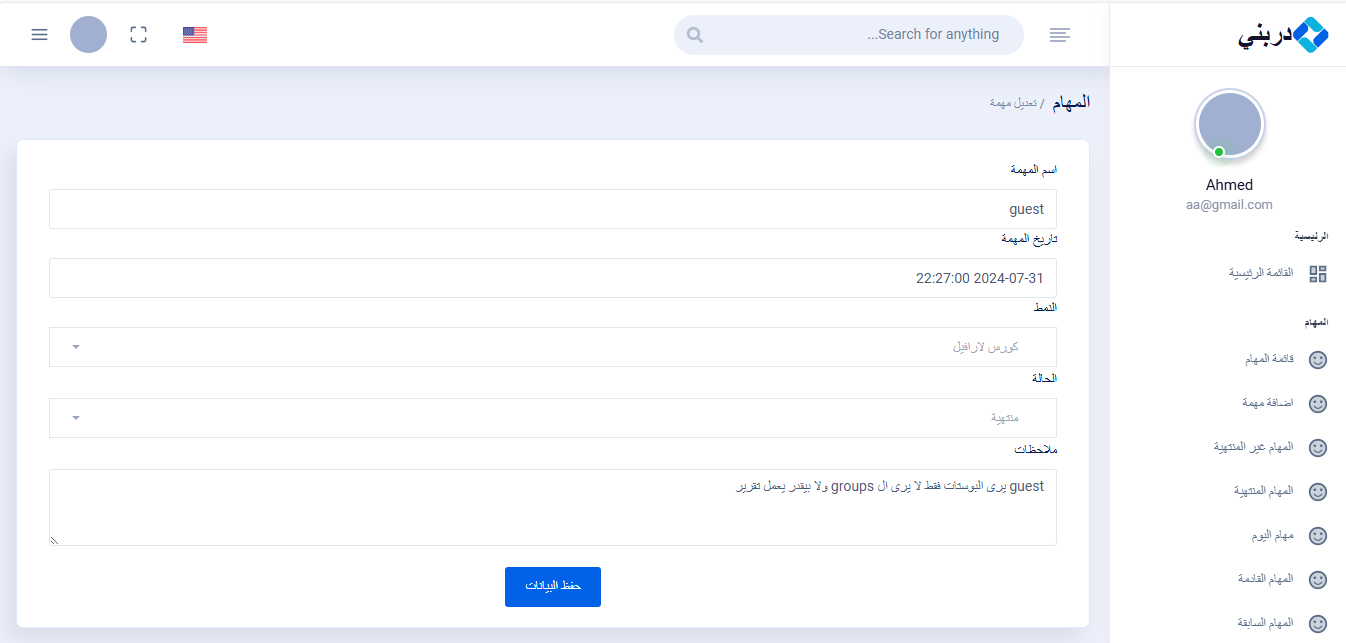 دربني
Search for anything...
Ahmed
aa@gmail.com
الرئيسية
القائمة الرئيسية
المهام
قائمة المهام
اضافة مهمة
المهام غير المنتهية
المهام المنتهية
مهام اليوم
المهام القادمة
المهام السابقة
المهام / تعديل مهمة
اسم المهمة
guest
تاريخ المهمة
2024-07-31 22:27:00
النمط
كورس لارافيل
الحالة
منتهية
ملاحظات
guest يرى البوستات فقط لا يرى ال groups ولا بيقدر يعمل تقرير
حفظ البيانات